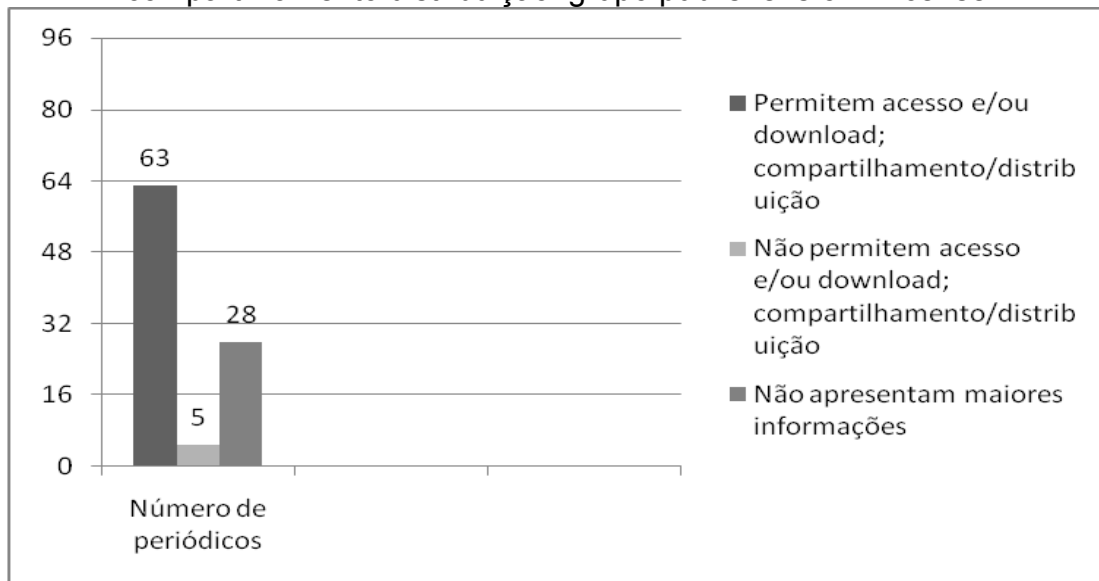 96
80
64
48
32
16
0
63
5
28
Número de
periódicos
Permitem acesso e/ou
download;
compartilhamento/distrib
uição
Não permitem acesso
e/ou download;
compartilhamento/distrib
uição
Não apresentam maiores
informações